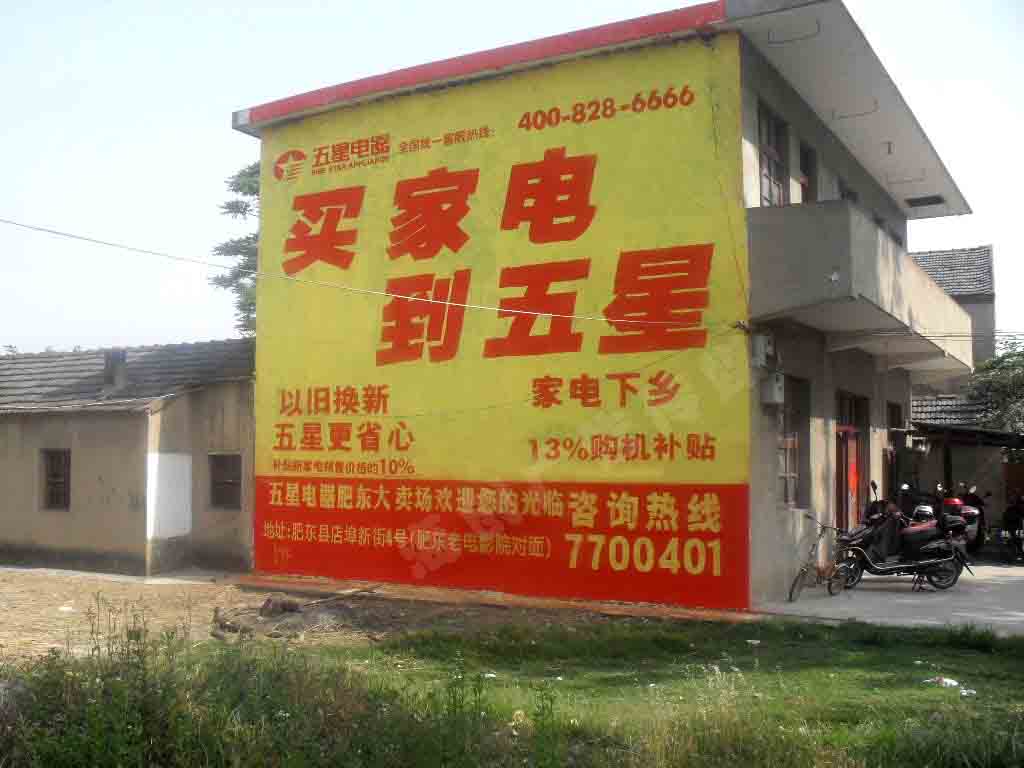 五星电器 全国统一客服热线: 400-828-6666
FIVE STAR APPLIANCE
买家电
到五星
以旧换新
五星更省心
补贴新家电销售价格的10%
家电下乡
13%购机补贴
五星电器肥东大卖场欢迎您的光临
地址:肥东县店埠新街4号(肥东老电影院对面)
咨询热线
7700401